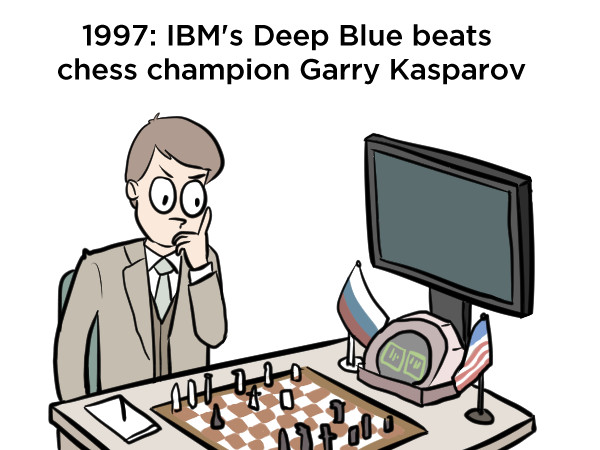 1997: IBM's Deep Blue beats
chess champion Garry Kasparov